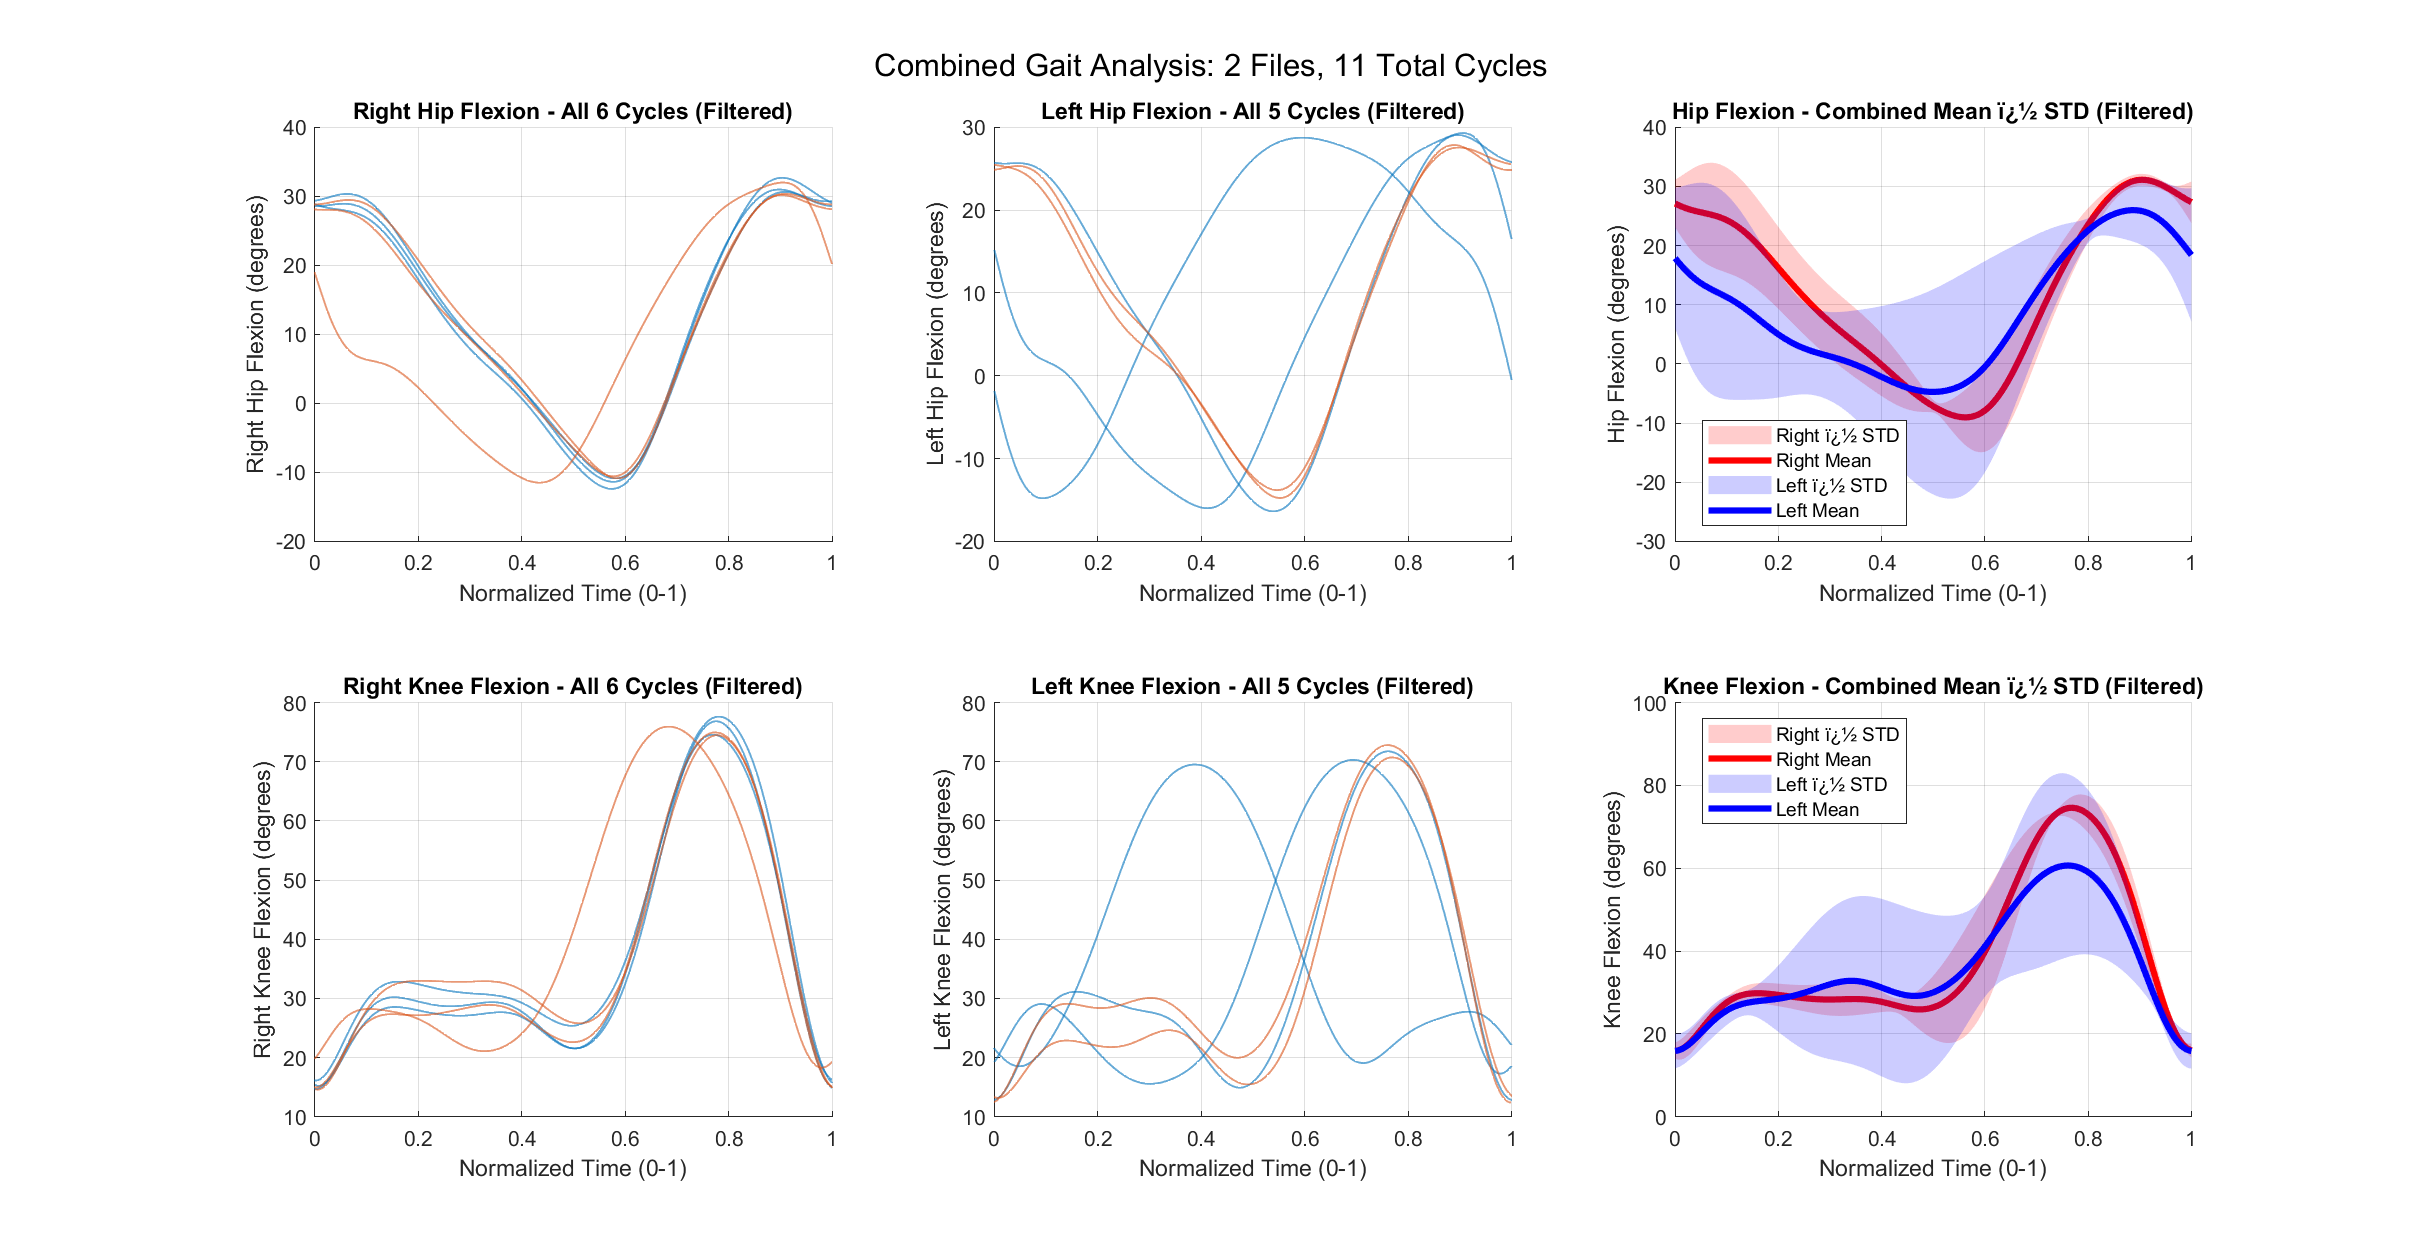 Combined Gait Analysis: 2 Files, 11 Total Cycles
Right Hip Flexion - All 6 Cycles (Filtered)
40
30
20
10
0
-10
-20
Right Hip Flexion (degrees)
0 0.2 0.4 0.6 0.8 1
Normalized Time (0-1)
Left Hip Flexion - All 5 Cycles (Filtered)
30
20
10
0
-10
-20
Left Hip Flexion (degrees)
0 0.2 0.4 0.6 0.8 1
Normalized Time (0-1)
Hip Flexion - Combined Mean ï¿½ STD (Filtered)
40
30
20
10
0
-10
-20
-30
Hip Flexion (degrees)
Right ï¿½ STD
Right Mean
Left ï¿½ STD
Left Mean
0 0.2 0.4 0.6 0.8 1
Normalized Time (0-1)
Right Knee Flexion - All 6 Cycles (Filtered)
80
70
60
50
40
30
20
10
Right Knee Flexion (degrees)
0 0.2 0.4 0.6 0.8 1
Normalized Time (0-1)
Left Knee Flexion - All 5 Cycles (Filtered)
80
70
60
50
40
30
20
10
Left Knee Flexion (degrees)
0 0.2 0.4 0.6 0.8 1
Normalized Time (0-1)
Knee Flexion - Combined Mean ï¿½ STD (Filtered)
100
80
60
40
20
0
Knee Flexion (degrees)
Right ï¿½ STD
Right Mean
Left ï¿½ STD
Left Mean
0 0.2 0.4 0.6 0.8 1
Normalized Time (0-1)